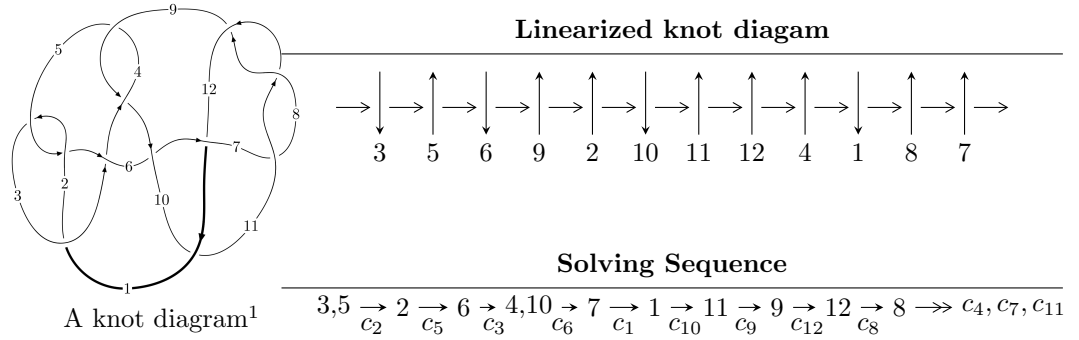 9
5
4
12
8
7
6
2
3
10
11
1
A knot diagram¹
Linearized knot diagam
3 5 6 9 2 10 11 12 4 1 8 7
Solving Sequence
3,5 → 2 → 6 → 4,10 → 7 → 1 → 11 → 9 → 12 → 8 →→ c₄, c₇, c₁₁
c₂ c₅ c₃ c₆ c₁ c₁₀ c₉ c₁₂ c₈